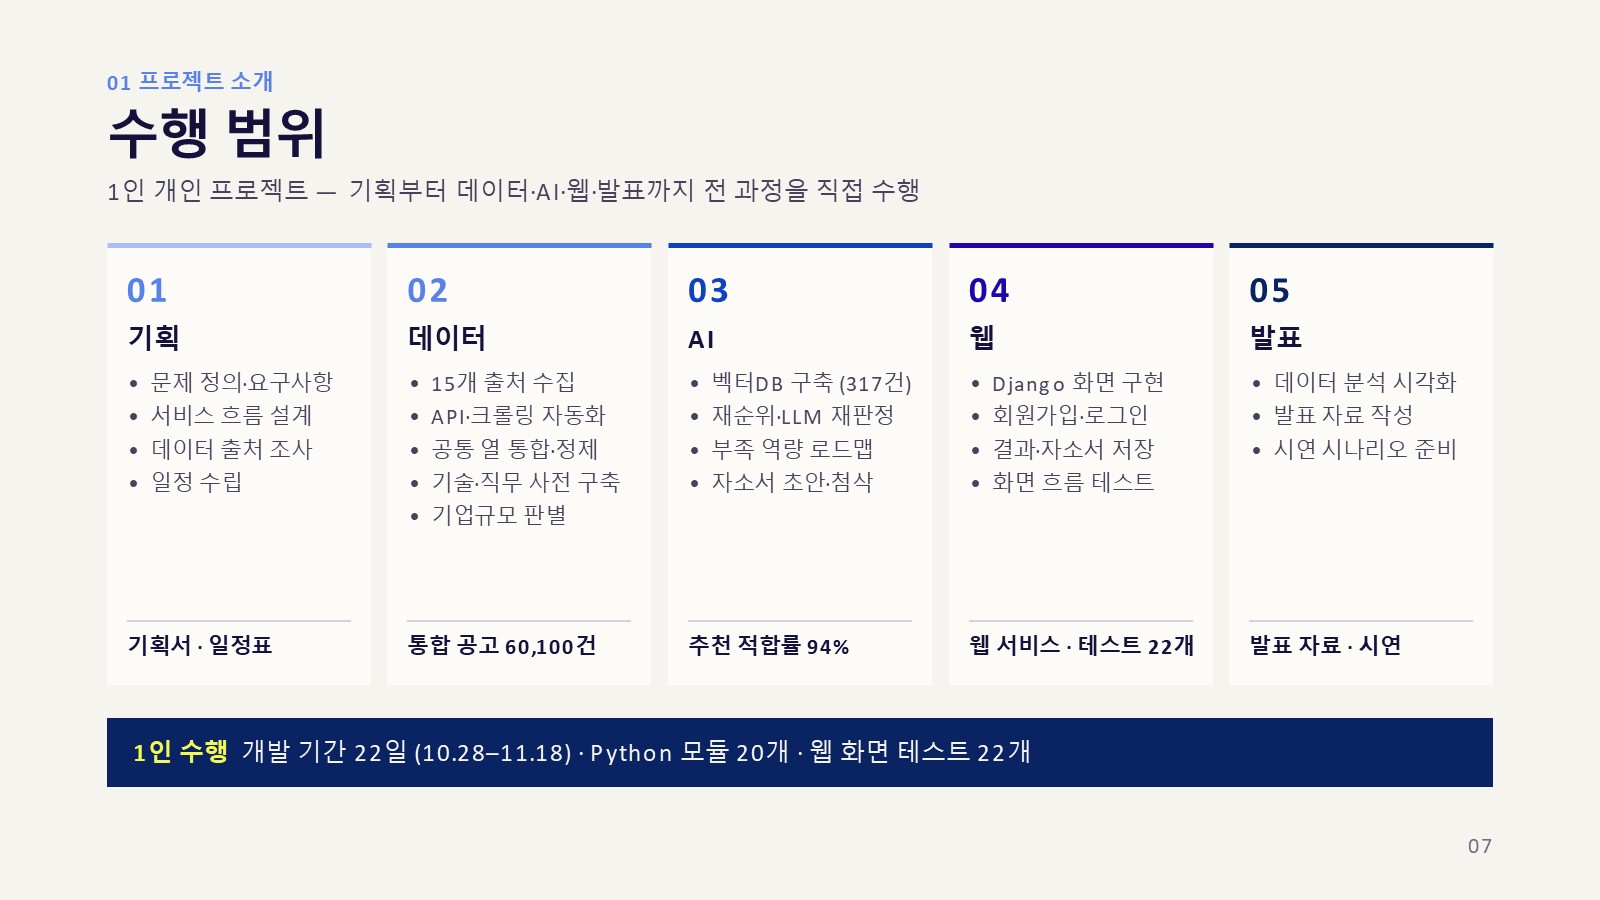 01 프로젝트 소개
수행 범위
1인 개인 프로젝트 — 기획부터 데이터·AI·웹·발표까지 전 과정을 직접 수행
01
기획
• 문제 정의·요구사항
• 서비스 흐름 설계
• 데이터 출처 조사
• 일정 수립
기획서 · 일정표
02
데이터
• 15개 출처 수집
• API·크롤링 자동화
• 공통 열 통합·정제
• 기술·직무 사전 구축
• 기업규모 판별
통합 공고 60,100건
03
AI
• 벡터DB 구축 (317건)
• 재순위·LLM 재판정
• 부족 역량 로드맵
• 자소서 초안·첨삭
추천 적합률 94%
04
웹
• Django 화면 구현
• 회원가입·로그인
• 결과·자소서 저장
• 화면 흐름 테스트
웹 서비스 · 테스트 22개
05
발표
• 데이터 분석 시각화
• 발표 자료 작성
• 시연 시나리오 준비
발표 자료 · 시연
1인 수행 개발 기간 22일 (10.28–11.18) · Python 모듈 20개 · 웹 화면 테스트 22개
07